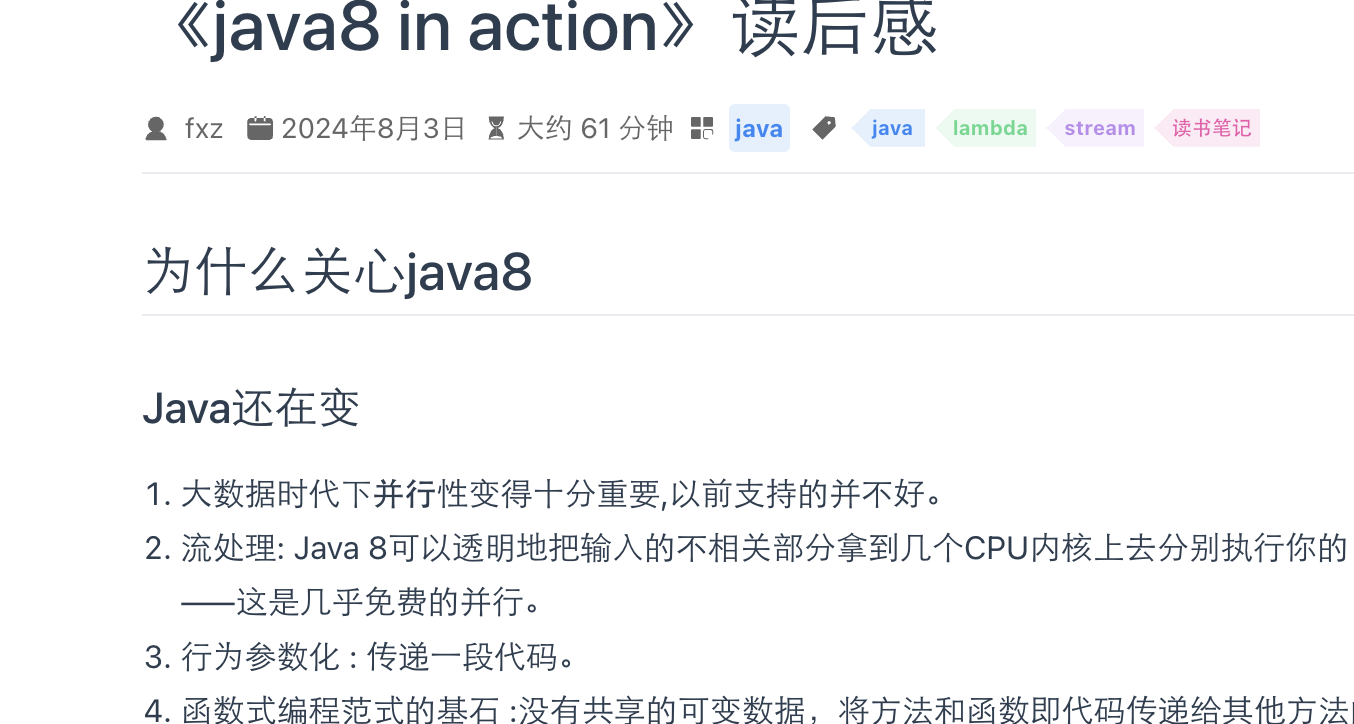 《java8 in action》读后感
fxz 2024年8月3日 大约 61 分钟 java java lambda stream 读书笔记
为什么关心java8
Java还在变
1. 大数据时代下并行性变得十分重要,以前支持的并不好。
2. 流处理: Java 8可以透明地把输入的不相关部分拿到几个CPU内核上去分别执行你的
——这是几乎免费的并行。
3. 行为参数化 : 传递一段代码。
4. 函数式编程范式的基石 :没有共享的可变数据，将方法和函数即代码传递给其他方法